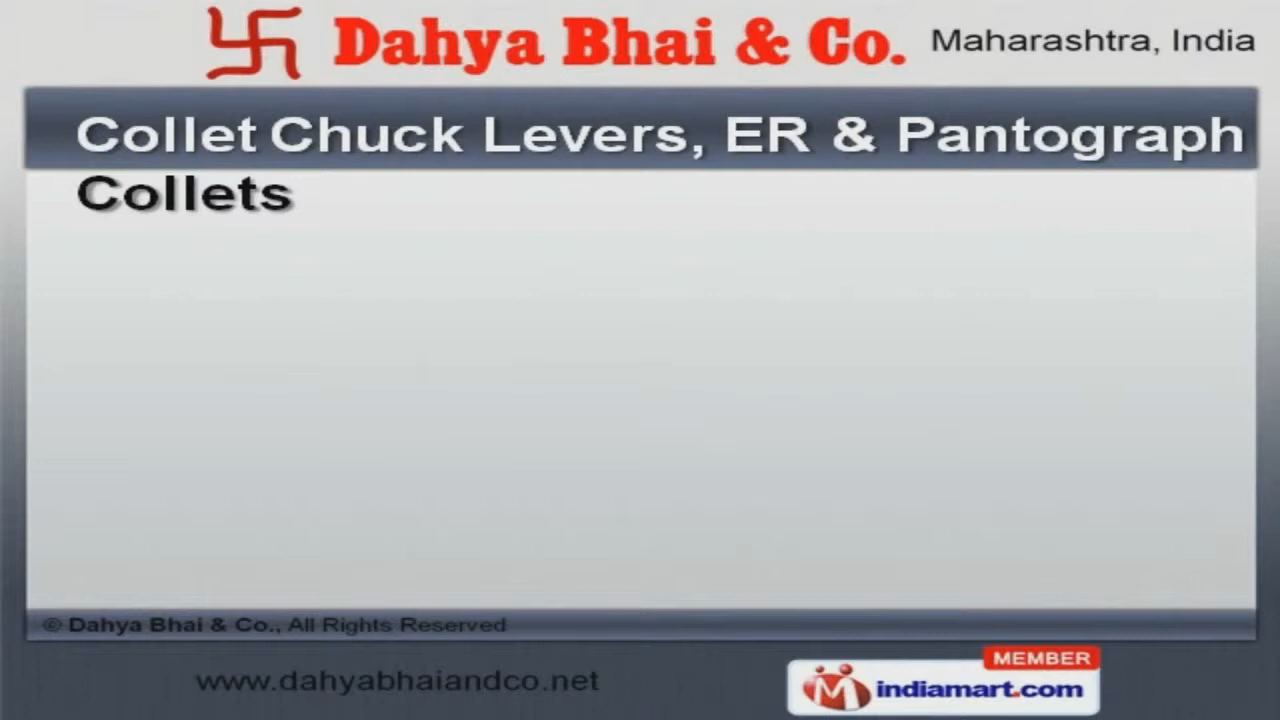 Dahya Bhai & Co. Maharashtra, India
Collet Chuck Levers, ER & Pantograph
Collets
© Dahya Bhai & Co., All Rights Reserved
www.dahyabhaiandco.net
MEMBER
indiamart.com